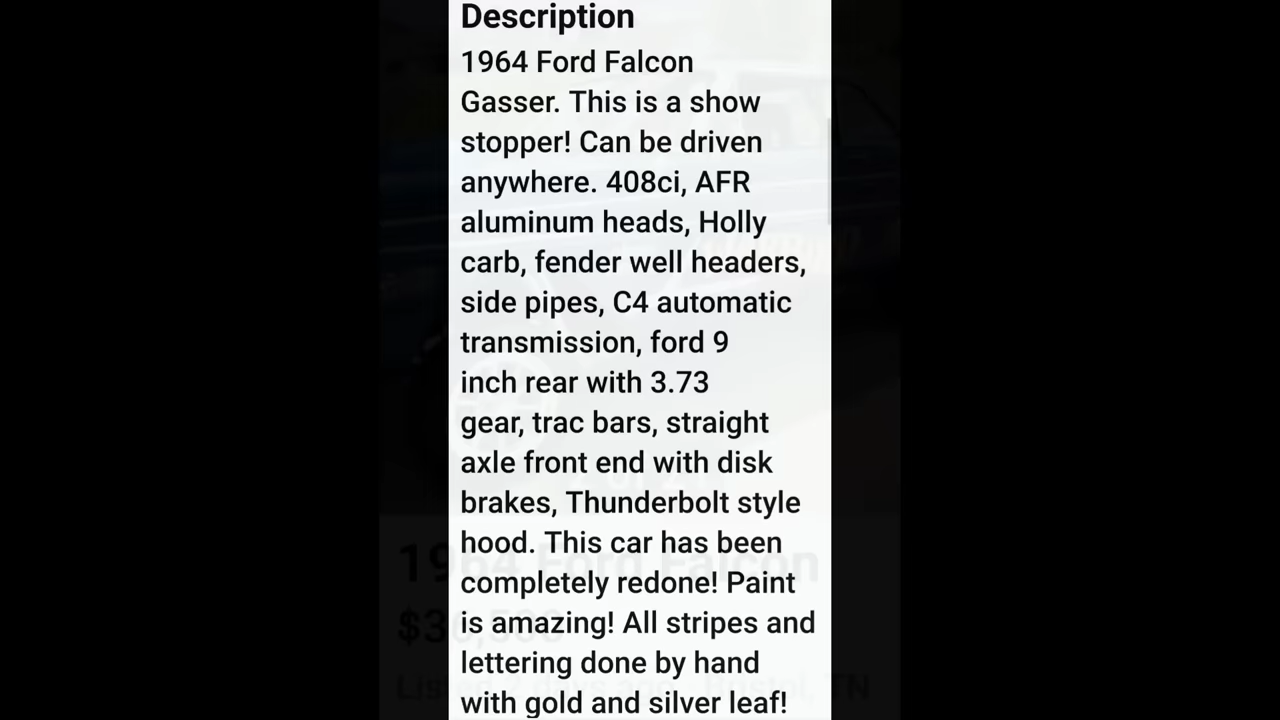 Description
1964 Ford Falcon
Gasser. This is a show
stopper! Can be driven
anywhere. 408ci, AFR
aluminum heads, Holly
carb, fender well headers,
side pipes, C4 automatic
transmission, ford 9
inch rear with 3.73
gear, trac bars, straight
axle front end with disk
brakes, Thunderbolt style
hood. This car has been
completely redone! Paint
is amazing! All stripes and
lettering done by hand
with gold and silver leaf!
1964 Ford Falcon